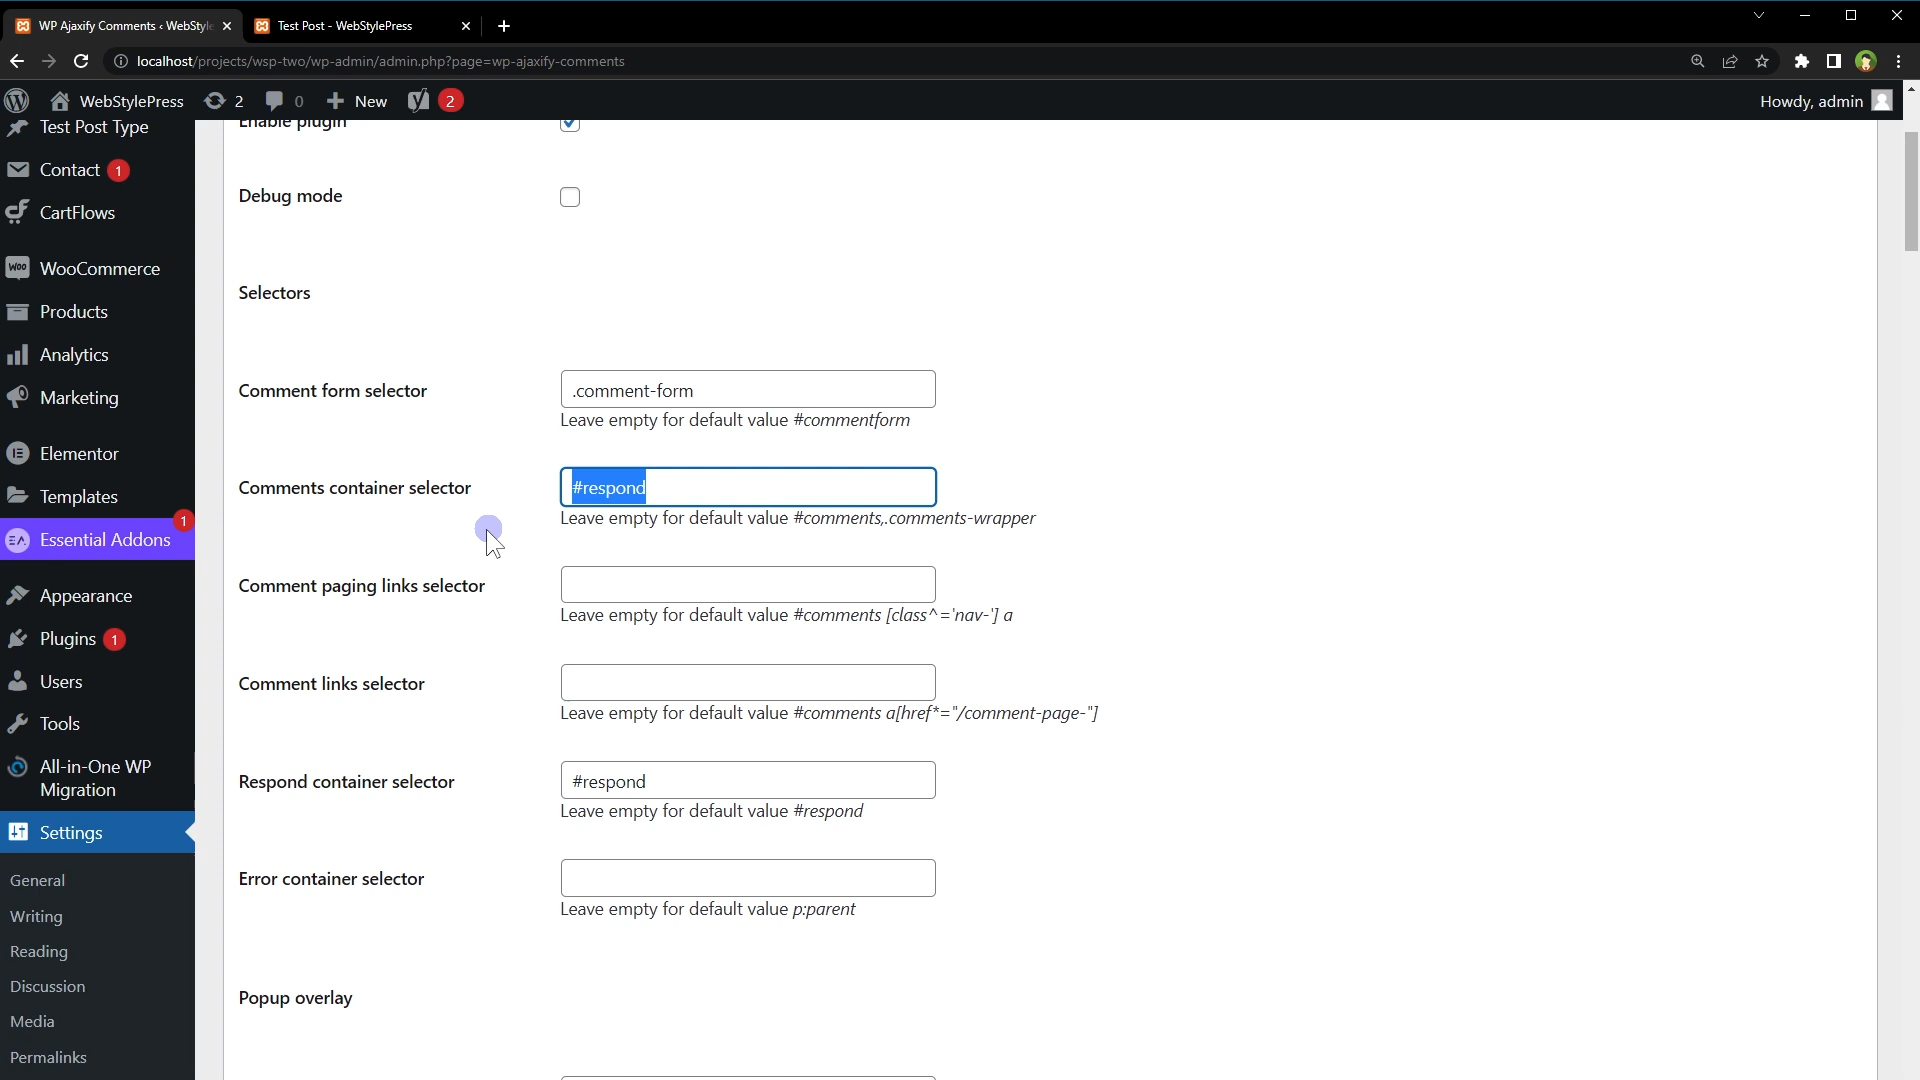 WP Ajaxify Comments ‹ WebStyle
Test Post - WebStylePress
localhost/projects/wsp-two/wp-admin/admin.php?page=wp-ajaxify-comments
WebStylePress 2 0 New 2 Howdy, admin
Test Post Type
Contact 1
CartFlows
Woo WooCommerce
Products
Analytics
Marketing
Elementor
Templates
1
EA Essential Addons
Appearance
Plugins 1
Users
Tools
All-in-One WP
Migration
Settings
General
Writing
Reading
Discussion
Media
Permalinks
Enable plugin
Debug mode
Selectors
Comment form selector .comment-form
Leave empty for default value #commentform
Comments container selector #respond
Leave empty for default value #comments,.comments-wrapper
Comment paging links selector
Leave empty for default value #comments [class^='nav-'] a
Comment links selector
Leave empty for default value #comments a[href*="/comment-page-"]
Respond container selector #respond
Leave empty for default value #respond
Error container selector
Leave empty for default value p:parent
Popup overlay